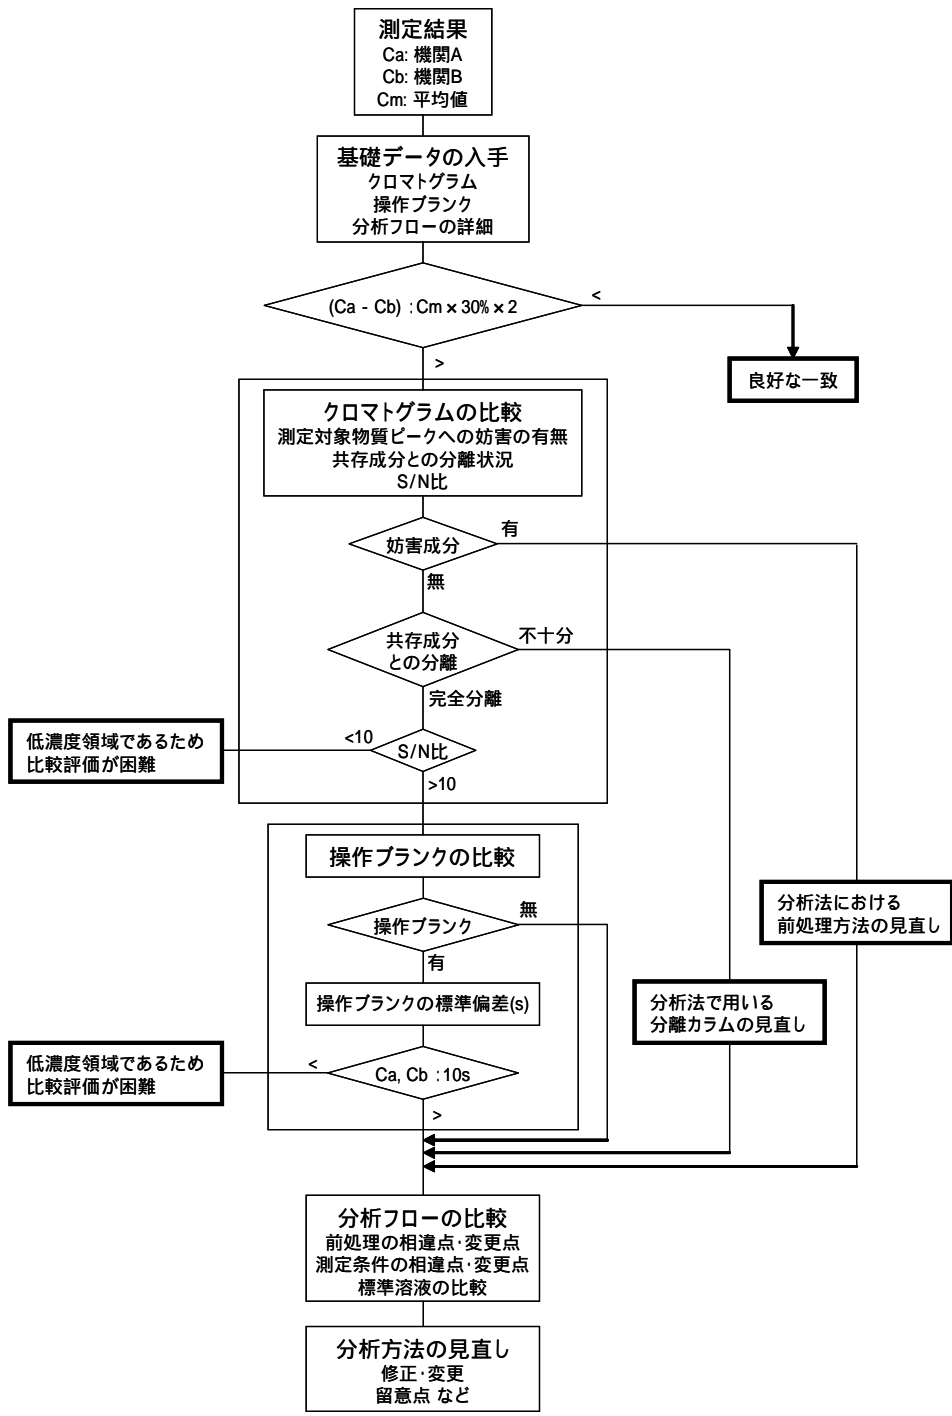 測定結果
Ca: 機関A
Cb: 機関B
Cm: 平均値
基礎データの入手
クロマトグラム
操作ブランク
分析フローの詳細
(Ca - Cb) : Cm × 30% × 2
<
良好な一致
>
クロマトグラムの比較
測定対象物質ピークへの妨害の有無
共存成分との分離状況
S/N比
妨害成分
有
無
共存成分
との分離
不十分
完全分離
S/N比
<10
低濃度領域であるため
比較評価が困難
>10
操作ブランクの比較
操作ブランク
無
有
操作ブランクの標準偏差(s)
Ca, Cb : 10s
<
低濃度領域であるため
比較評価が困難
>
分析法における
前処理方法の見直し
分析法で用いる
分離カラムの見直し
分析フローの比較
前処理の相違点・変更点
測定条件の相違点・変更点
標準溶液の比較
分析方法の見直し
修正・変更
留意点 など